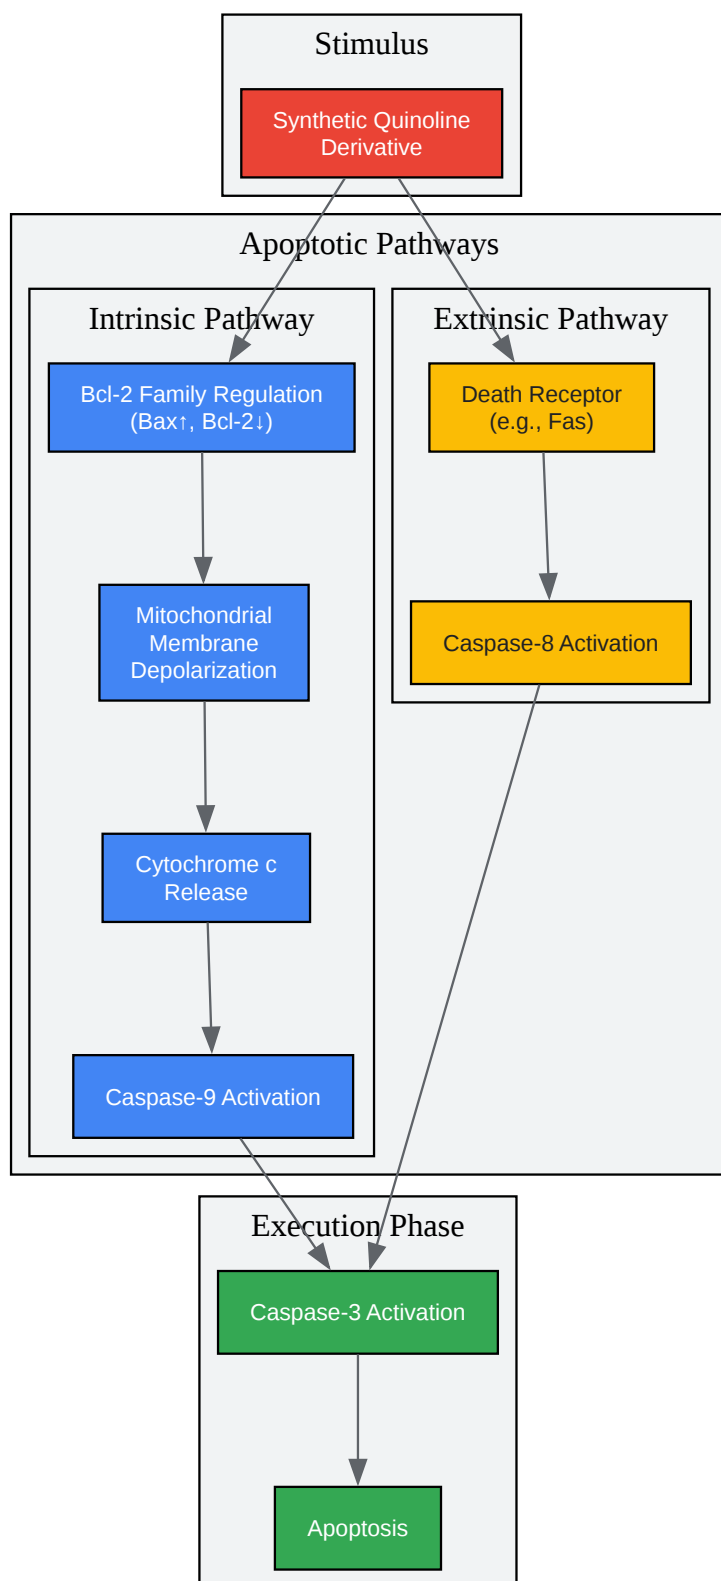 Stimulus
Synthetic Quinoline
Derivative
Apoptotic Pathways
Intrinsic Pathway
Bcl-2 Family Regulation
(Bax↑, Bcl-2↓)
Mitochondrial
Membrane
Depolarization
Cytochrome c
Release
Caspase-9 Activation
Extrinsic Pathway
Death Receptor
(e.g., Fas)
Caspase-8 Activation
Execution Phase
Caspase-3 Activation
Apoptosis